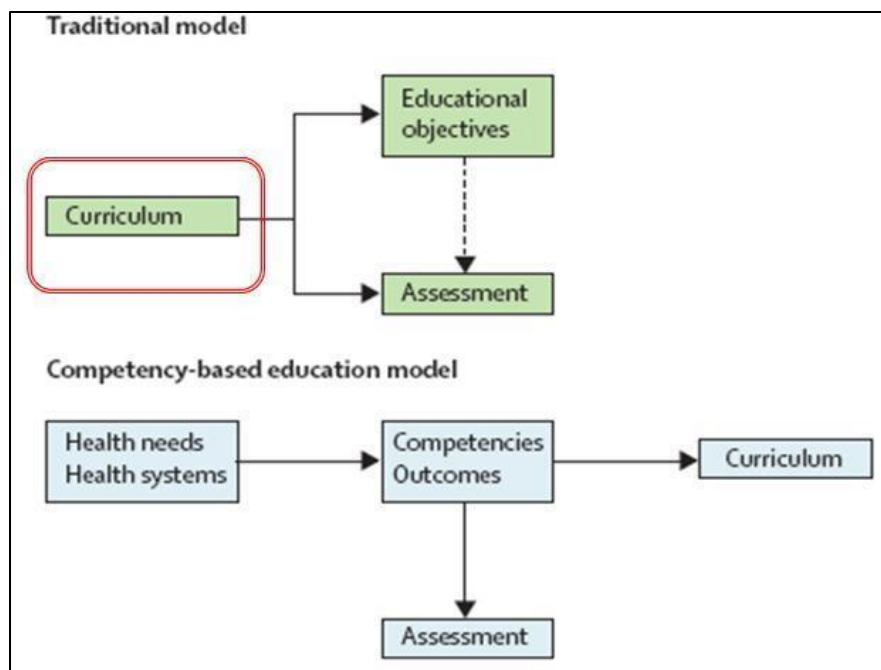 Traditional model
Educational
objectives
Curriculum
Assessment
Competency-based education model
Health needs
Health systems
Competencies
Outcomes
Curriculum
Assessment